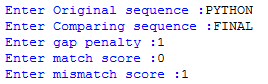 Enter Original sequence :PYTHON
Enter Comparing sequence :FINAL
Enter gap penalty :1
Enter match score :0
Enter mismatch score :1